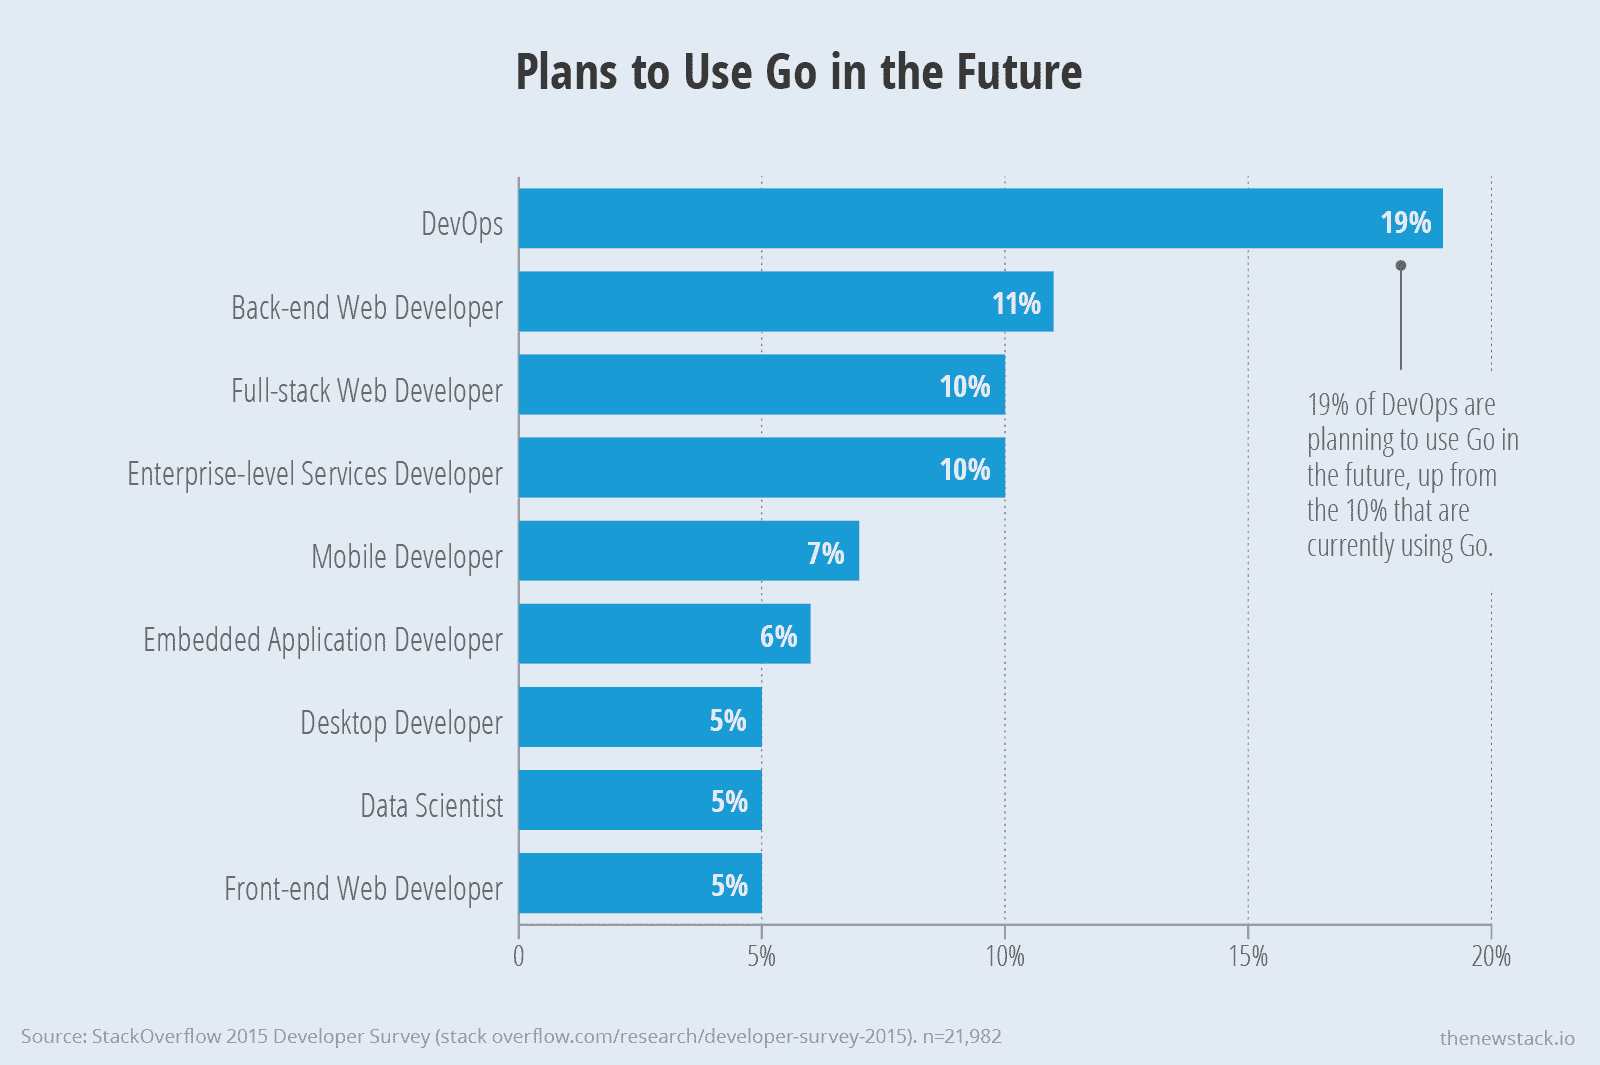 Plans to Use Go in the Future
DevOps
19%
Back-end Web Developer
11%
Full-stack Web Developer
10%
Enterprise-level Services Developer
10%
Mobile Developer
7%
Embedded Application Developer
6%
Desktop Developer
5%
Data Scientist
5%
Front-end Web Developer
5%
19% of DevOps are
planning to use Go in
the future, up from
the 10% that are
currently using Go.
0 5% 10% 15% 20%
Source: StackOverflow 2015 Developer Survey (stack overflow.com/research/developer-survey-2015). n=21,982
thenewstack.io